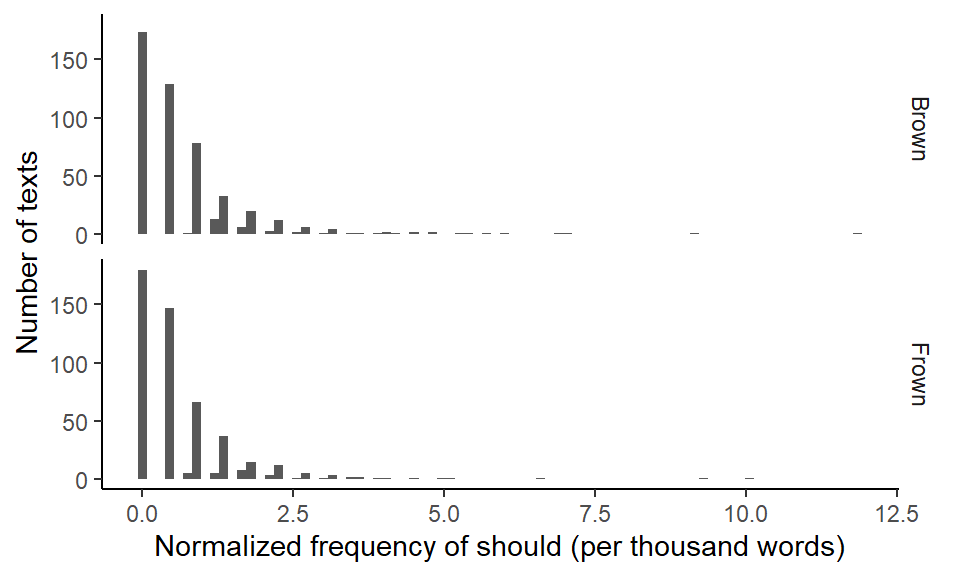 Number of texts
150
100
50
0
Brown
150
100
50
0
Frown
0.0 2.5 5.0 7.5 10.0 12.5
Normalized frequency of should (per thousand words)